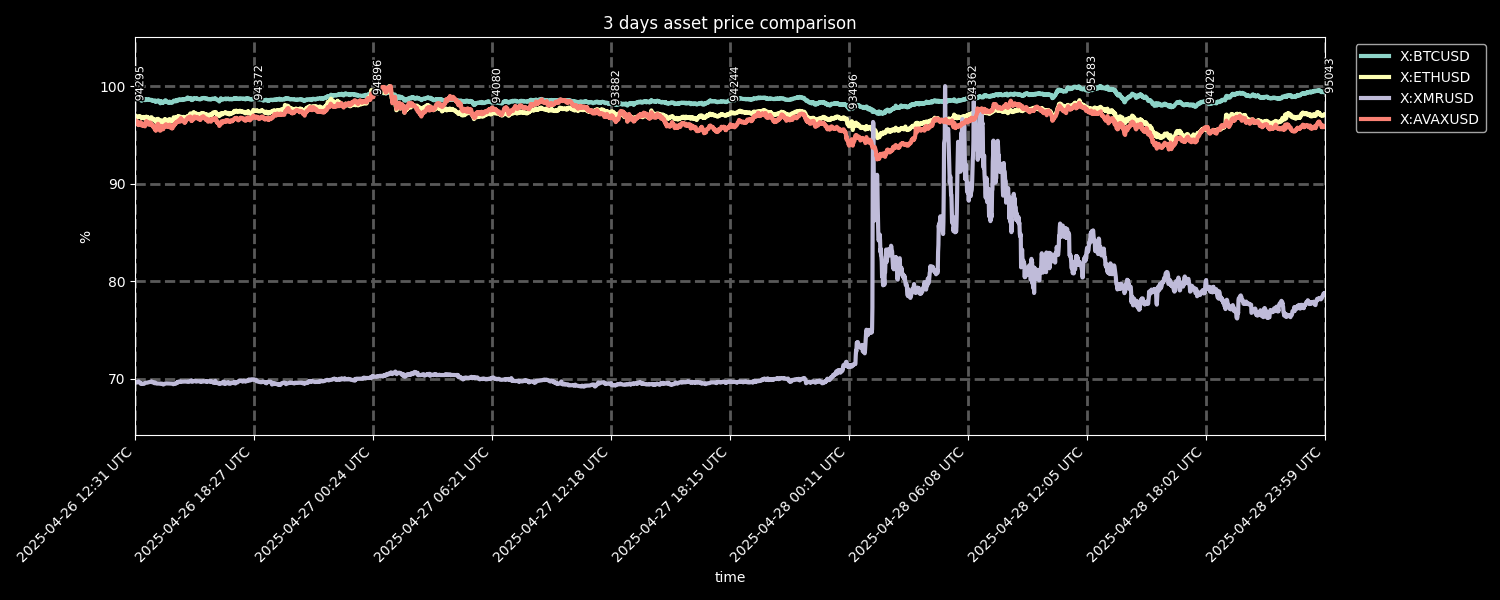 3 days asset price comparison
X:BTCUSD
X:ETHUSD
X:XMRUSD
X:AVAXUSD
94295
94372
94896
94080
93882
94244
93496
94362
95283
94029
95043
100
90
80
70
%
2025-04-26 12:31 UTC
2025-04-26 18:27 UTC
2025-04-27 00:24 UTC
2025-04-27 06:21 UTC
2025-04-27 12:18 UTC
2025-04-27 18:15 UTC
2025-04-28 00:11 UTC
2025-04-28 06:08 UTC
2025-04-28 12:05 UTC
2025-04-28 18:02 UTC
2025-04-28 23:59 UTC
time